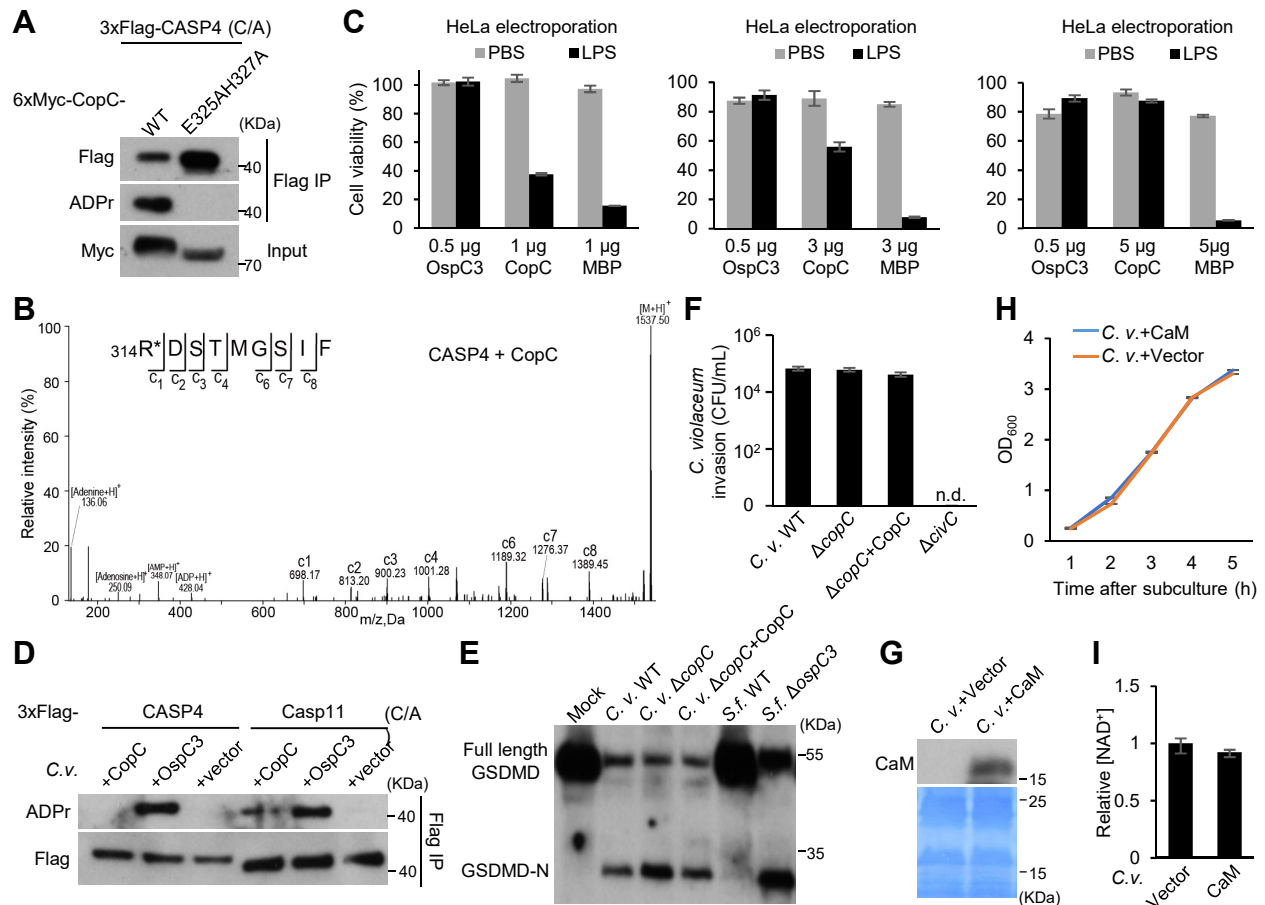 A
3xFlag-CASP4 (C/A)
6xMyc-CopC-
WT
E325AH327A
(KDa)
Flag
40
ADPr
40
Flag IP
Myc
Input
70
C
HeLa electroporation
PBS LPS
Cell viability (%)
100
80
60
40
20
0
0.5 µg
OspC3
1 µg
CopC
1 µg
MBP
HeLa electroporation
PBS LPS
100
80
60
40
20
0
0.5 µg
OspC3
3 µg
CopC
3 µg
MBP
HeLa electroporation
PBS LPS
100
80
60
40
20
0
0.5 µg
OspC3
5 µg
CopC
5µg
MBP
B
Relative intensity (%)
100
80
60
40
20
0
314R* D S T M G S I F
c1 c2 c3 c4 c6 c7 c8
CASP4 + CopC
[M+H]+
1537.50
[Adenine+H]+
136.06
[Adenosine+H]+
250.09
[AMP+H]+
348.07
[ADP+H]+
428.04
c1
698.17
c2
813.20
c3
900.23
c4
1001.28
c6
1189.32
c7
1276.37
c8
1389.45
200 400 600 800 1000 1200 1400
m/z,Da
F
C. violaceum
invasion (CFU/mL)
10⁶
10⁴
10²
0
n.d.
C. v. WT
ΔcopC
ΔcopC+CopC
ΔcivC
H
C. v.+CaM
C. v.+Vector
OD₆₀₀
4
3
2
1
0
1 2 3 4 5
Time after subculture (h)
D
3xFlag-
CASP4
Casp11
(C/A
)
C.v.
+CopC
+OspC3
+vector
+CopC
+OspC3
+vector
(KDa)
ADPr
40
Flag
40
Flag IP
E
Mock
C. v. WT
C. v. ΔcopC
C. v. ΔcopC+CopC
S.f. WT
S.f. ΔospC3
(KDa)
Full length
GSDMD
55
35
GSDMD-N
G
C. v.+Vector
C. v.+CaM
CaM
15
25
15
(KDa)
I
Relative [NAD⁺]
1.5
1
0.5
0
C.v.
Vector
CaM